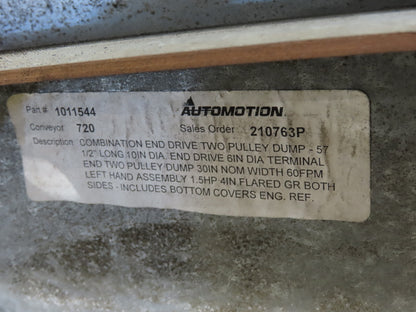 Part # 1011544 AUTOMOTION
Conveyor 720 Sales Order 210763P
Description COMBINATION END DRIVE TWO PULLEY DUMP - 57
1/2" LONG 10IN DIA. END DRIVE 6IN DIA TERMINAL
END TWO PULLEY DUMP 30IN NOM WIDTH 60FPM
LEFT HAND ASSEMBLY 1.5HP 4IN FLARED GR BOTH
SIDES - INCLUDES BOTTOM COVERS ENG. REF.